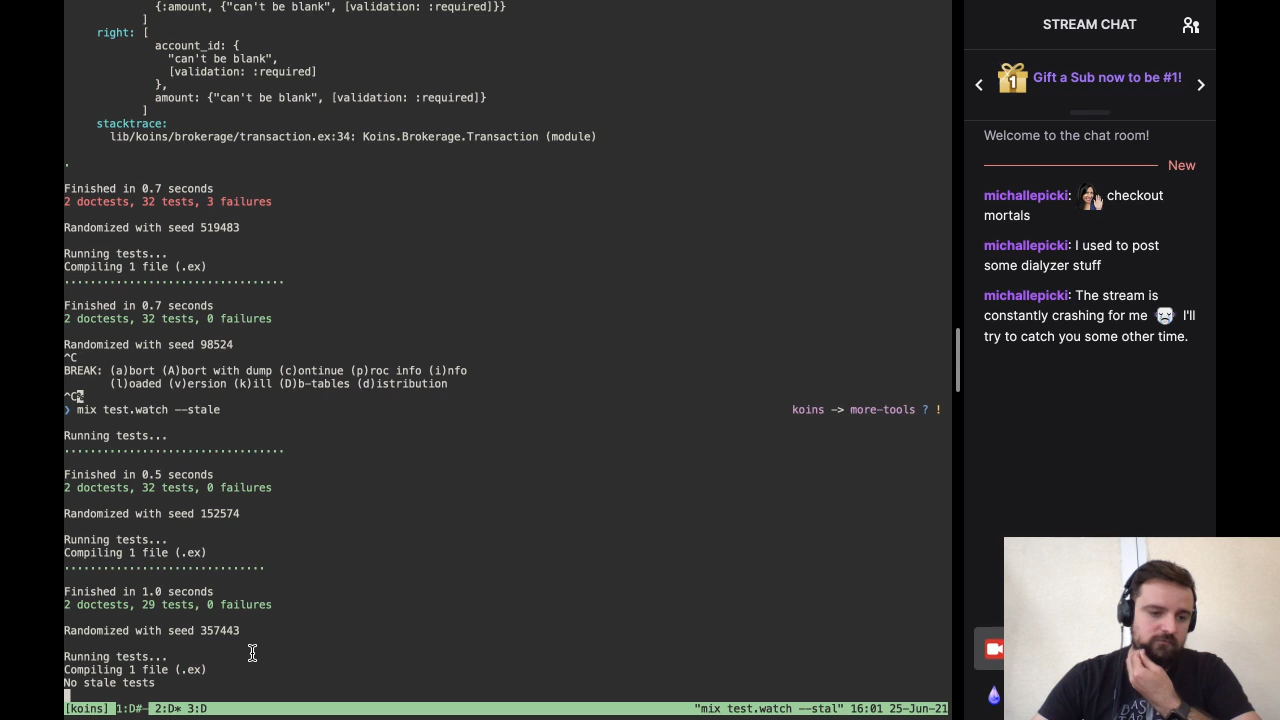 {:amount, {"can't be blank", [validation: :required]}}
]
right: [
account_id: {
"can't be blank",
[validation: :required]
},
amount: {"can't be blank", [validation: :required]}
]
stacktrace:
lib/koins/brokerage/transaction.ex:34: Koins.Brokerage.Transaction (module)
.
Finished in 0.7 seconds
2 doctests, 32 tests, 3 failures
Randomized with seed 519483
Running tests...
Compiling 1 file (.ex)
..................................
Finished in 0.7 seconds
2 doctests, 32 tests, 0 failures
Randomized with seed 98524
^C
BREAK: (a)bort (A)bort with dump (c)ontinue (p)roc info (i)nfo
(l)oaded (v)ersion (k)ill (D)b-tables (d)istribution
^C%
❯ mix test.watch --stale koins -> more-tools ? !
Running tests...
..................................
Finished in 0.5 seconds
2 doctests, 32 tests, 0 failures
Randomized with seed 152574
Running tests...
Compiling 1 file (.ex)
...............................
Finished in 1.0 seconds
2 doctests, 29 tests, 0 failures
Randomized with seed 357443
Running tests...
Compiling 1 file (.ex)
No stale tests
[koins] 1:D#- 2:D* 3:D "mix test.watch --stal" 16:01 25-Jun-21
STREAM CHAT
1 Gift a Sub now to be #1!
Welcome to the chat room!
New
michallepicki: checkout
mortals
michallepicki: I used to post
some dialyzer stuff
michallepicki: The stream is
constantly crashing for me I'll
try to catch you some other time.